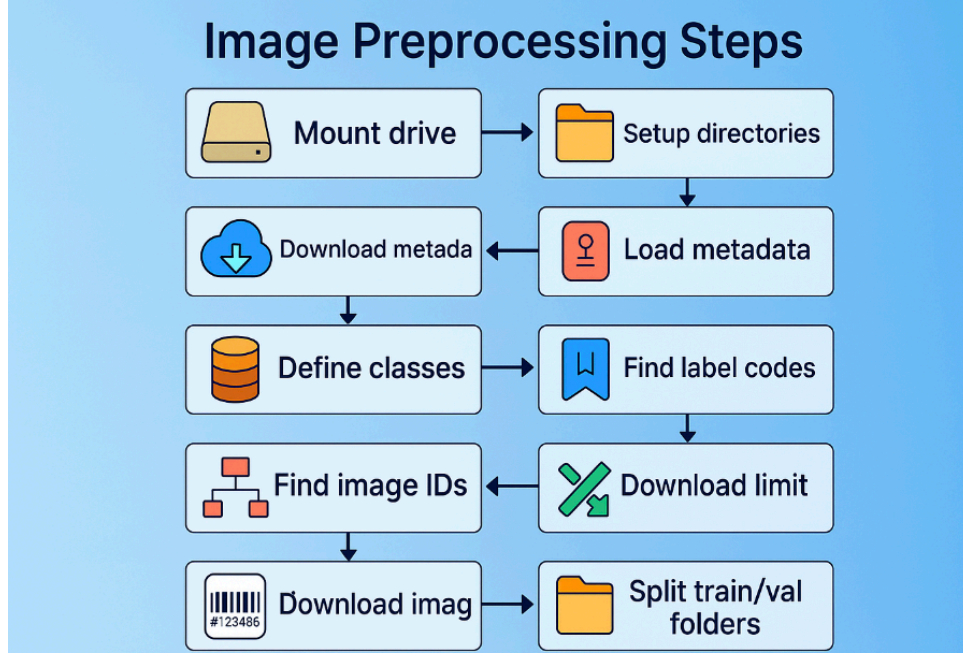 Image Preprocessing Steps
Mount drive
Setup directories
Download metada
Load metadata
Define classes
Find label codes
Find image IDs
Download limit
#123486
Download imag
Split train/val
folders